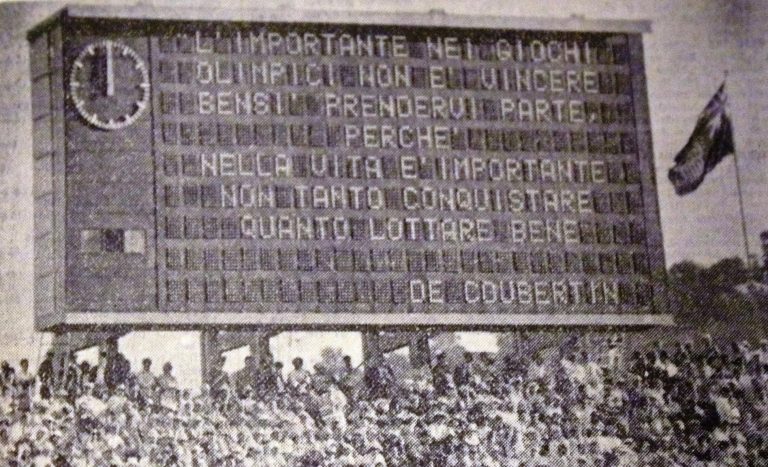 "L'IMPORTANTE NEI GIOCHI
OLIMPICI NON E' VINCERE
BENSI' PRENDERVI PARTE,
PERCHE'
NELLA VITA E' IMPORTANTE
NON TANTO CONQUISTARE
QUANTO LOTTARE BENE
DE COUBERTIN